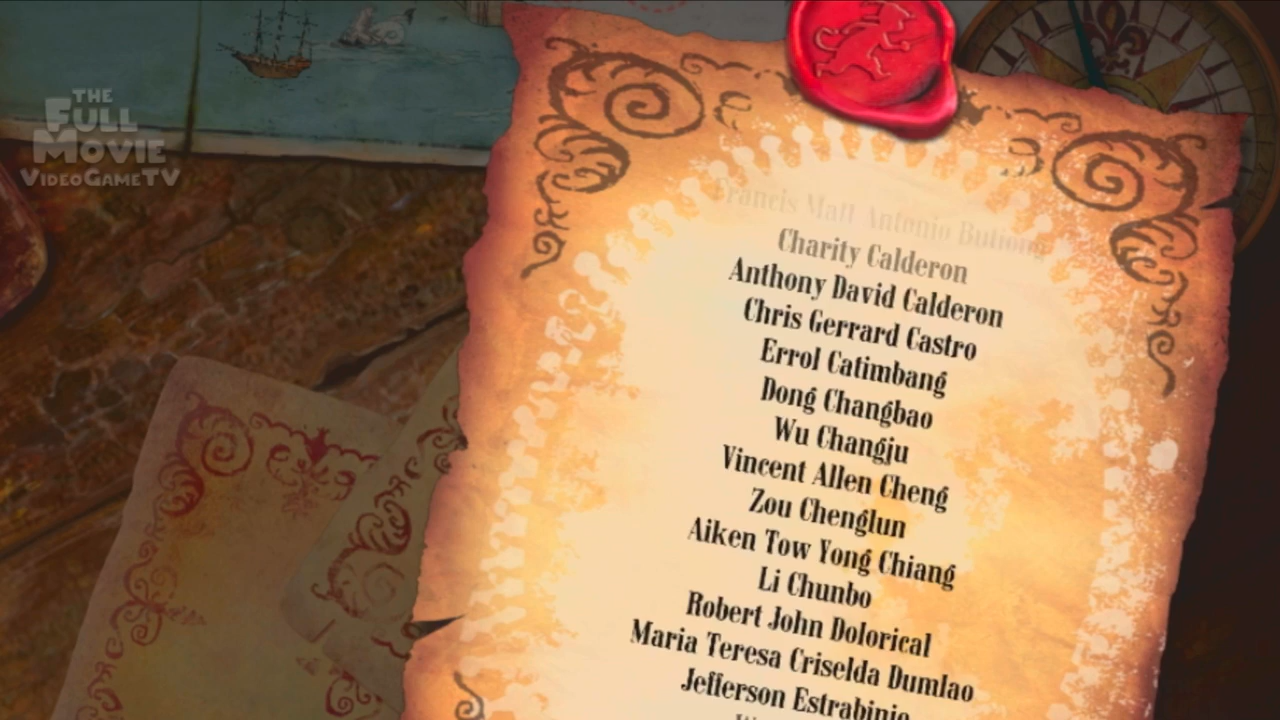 THE
FULL
MOVIE
VIDEOGAMETV
Francis Matt Antonio Butiong
Charity Calderon
Anthony David Calderon
Chris Gerrard Castro
Errol Catimbang
Dong Changbao
Wu Changju
Vincent Allen Cheng
Zou Chenglun
Aiken Tow Yong Chiang
Li Chunbo
Robert John Dolorical
Maria Teresa Criselda Dumlao
Jefferson Estrabinio